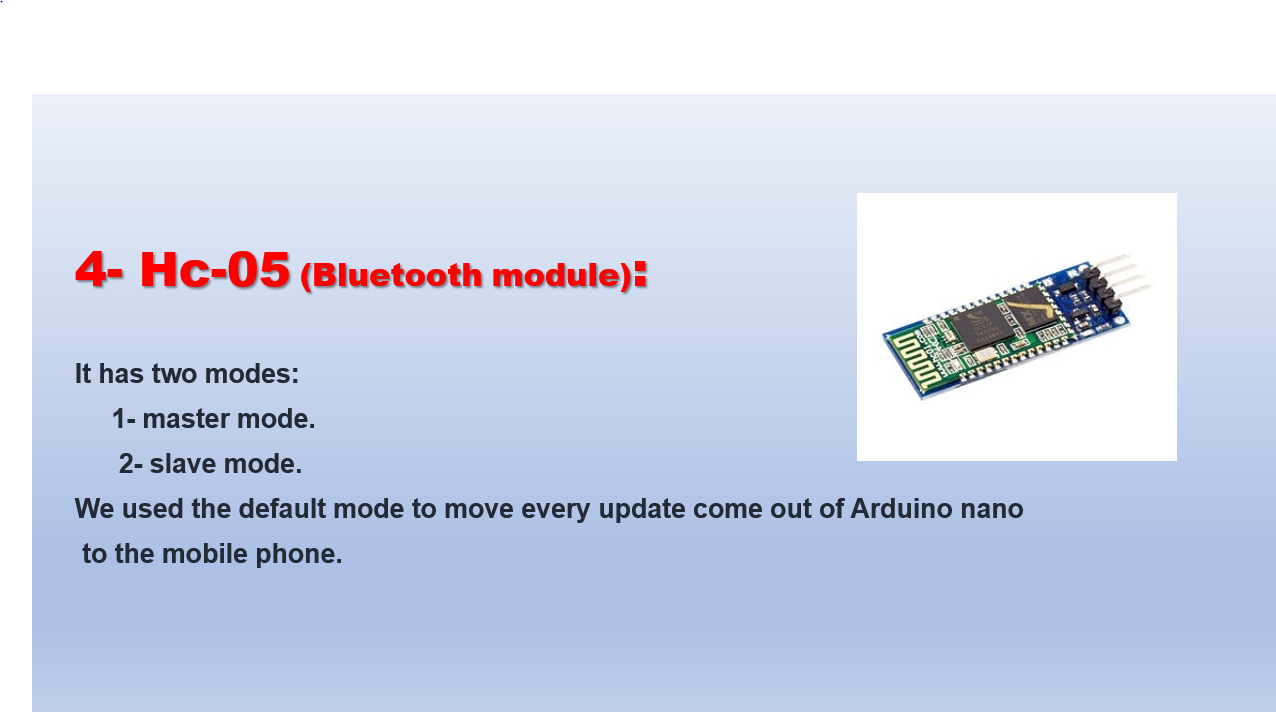 4- Hc-05 (Bluetooth module):
It has two modes:
1- master mode.
2- slave mode.
We used the default mode to move every update come out of Arduino nano
to the mobile phone.